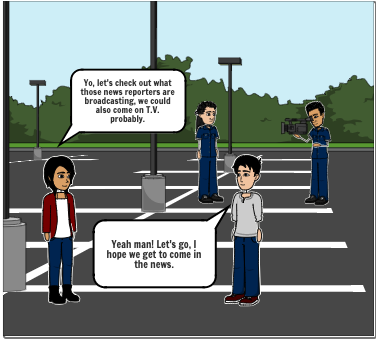 Yo, let's check out what
those news reporters are
broadcasting, we could
also come on T.V.
probably.
Yeah man! Let's go, I
hope we get to come in
the news.